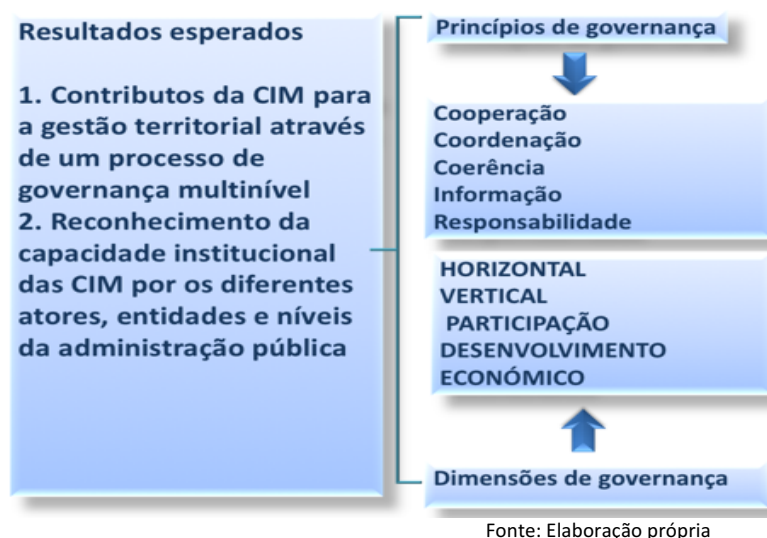 Resultados esperados
1. Contributos da CIM para
a gestão territorial através
de um processo de
governança multinível
2. Reconhecimento da
capacidade institucional
das CIM por os diferentes
atores, entidades e níveis
da administração pública
Princípios de governança
Cooperação
Coordenação
Coerência
Informação
Responsabilidade
HORIZONTAL
VERTICAL
PARTICIPAÇÃO
DESENVOLVIMENTO
ECONÓMICO
Dimensões de governança
Fonte: Elaboração própria